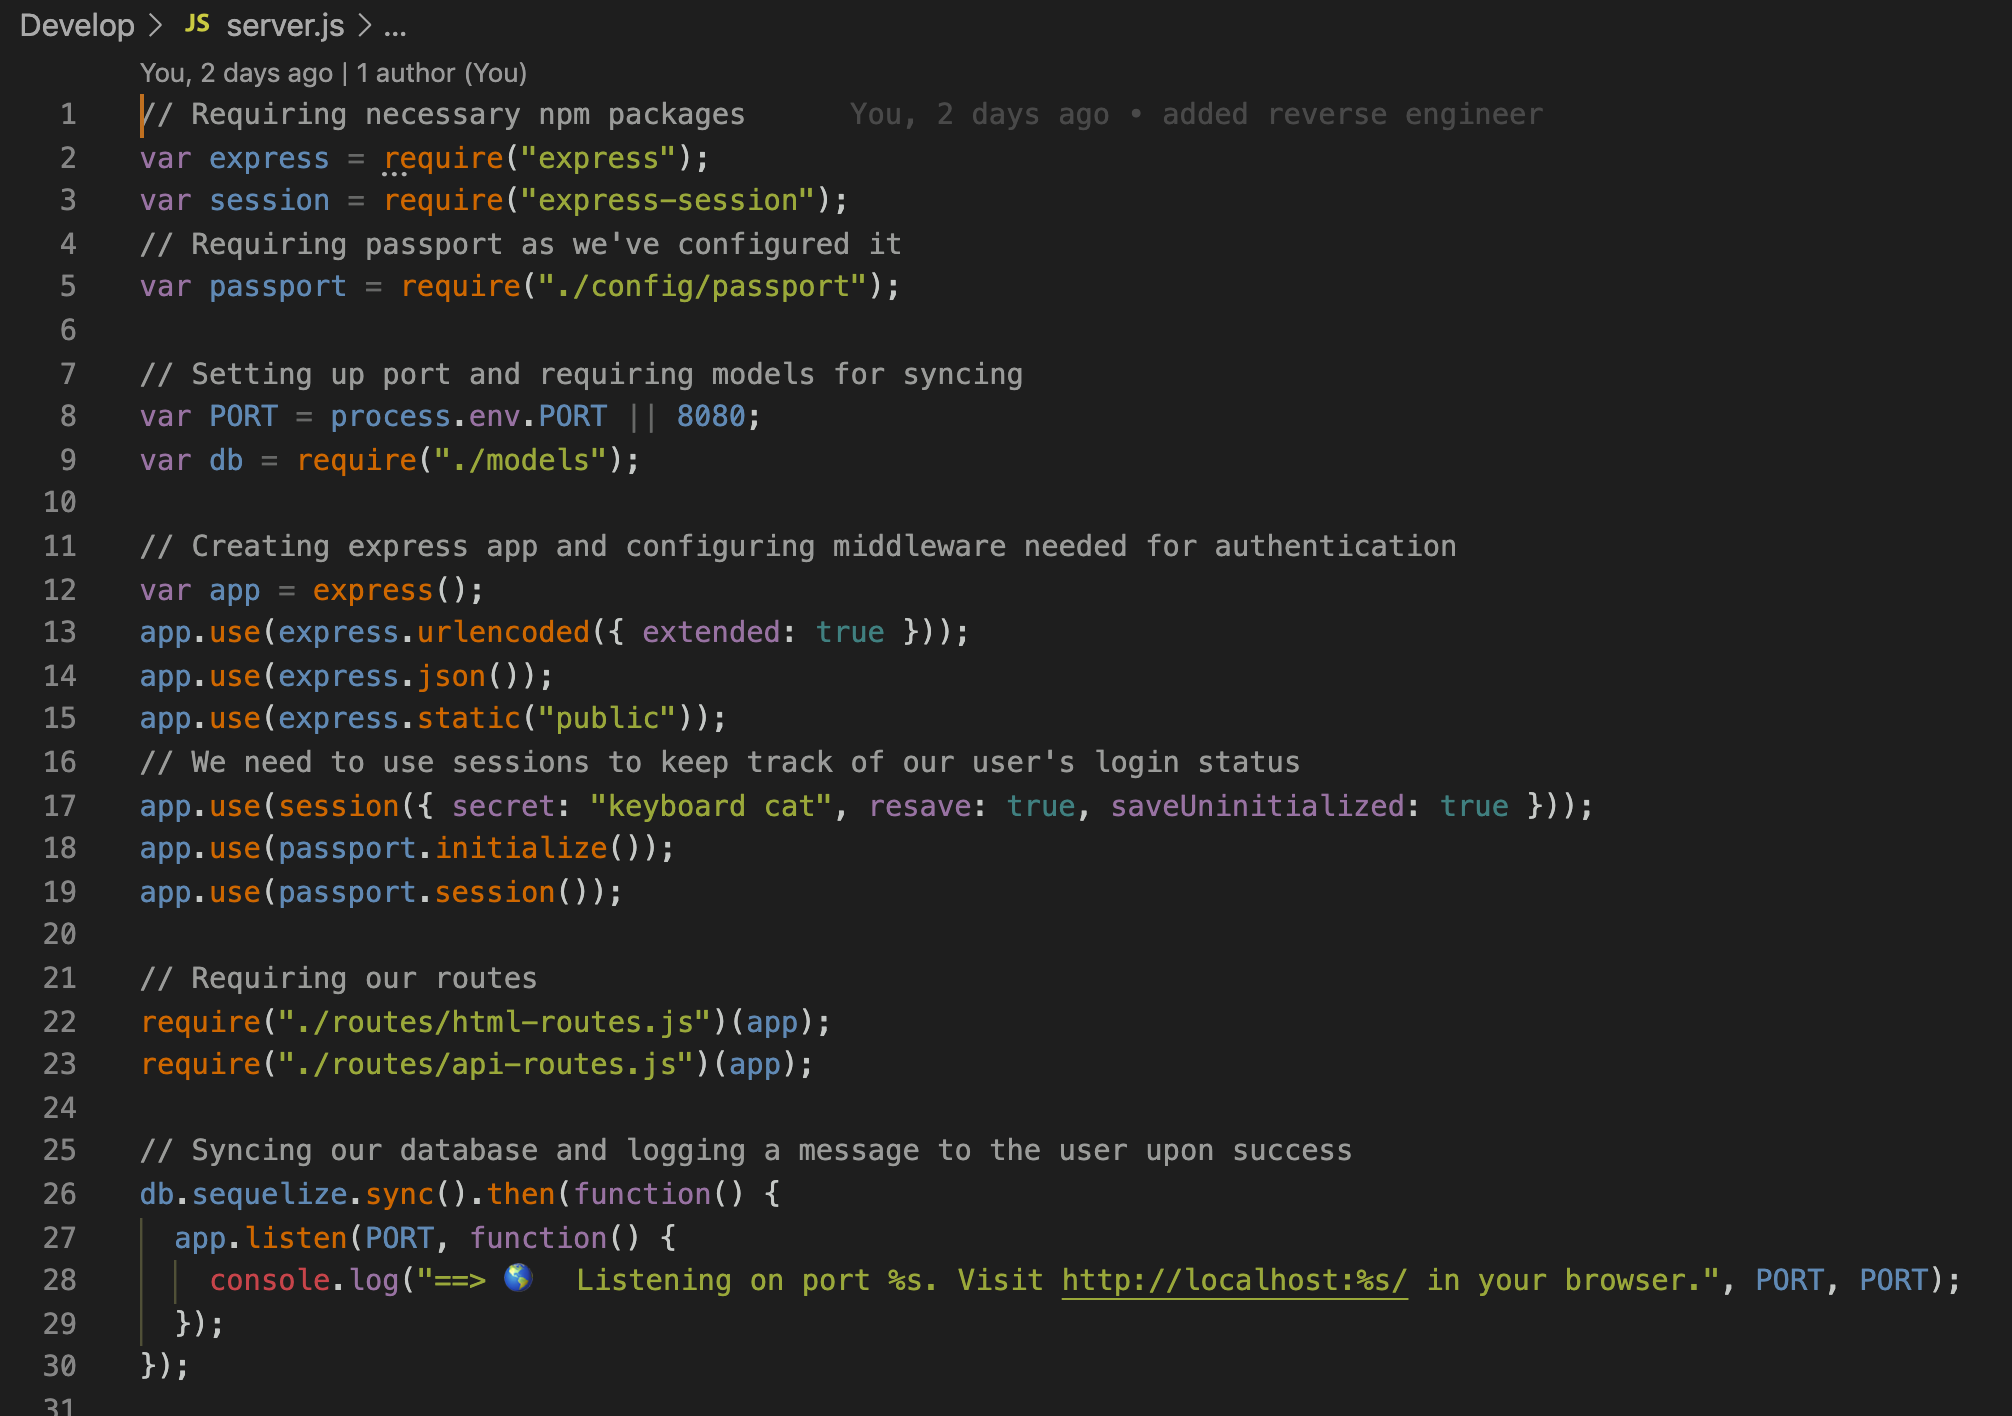 Develop > JS server.js > ...
You, 2 days ago | 1 author (You)
1 // Requiring necessary npm packages You, 2 days ago • added reverse engineer
2 var express = require("express");
3 var session = require("express-session");
4 // Requiring passport as we've configured it
5 var passport = require("./config/passport");
6
7 // Setting up port and requiring models for syncing
8 var PORT = process.env.PORT || 8080;
9 var db = require("./models");
10
11 // Creating express app and configuring middleware needed for authentication
12 var app = express();
13 app.use(express.urlencoded({ extended: true }));
14 app.use(express.json());
15 app.use(express.static("public"));
16 // We need to use sessions to keep track of our user's login status
17 app.use(session({ secret: "keyboard cat", resave: true, saveUninitialized: true }));
18 app.use(passport.initialize());
19 app.use(passport.session());
20
21 // Requiring our routes
22 require("./routes/html-routes.js")(app);
23 require("./routes/api-routes.js")(app);
24
25 // Syncing our database and logging a message to the user upon success
26 db.sequelize.sync().then(function() {
27   app.listen(PORT, function() {
28     console.log("==> 🌎  Listening on port %s. Visit http://localhost:%s/ in your browser.", PORT, PORT);
29   });
30 });
31